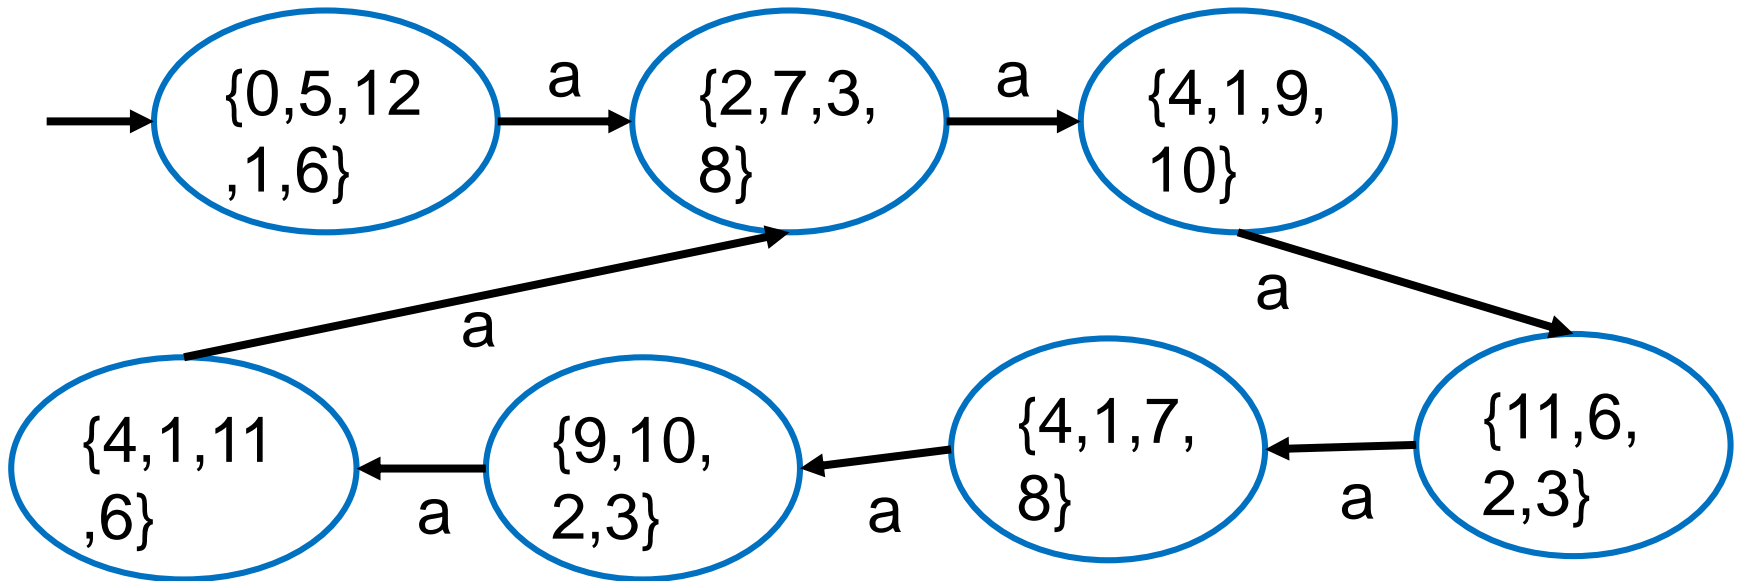 a
a
{0,5,12
,1,6}
{2,7,3,
8}
{4,1,9,
10}
a
a
{4,1,11
,6}
{9,10,
2,3}
{4,1,7,
8}
{11,6,
2,3}
a
a
a